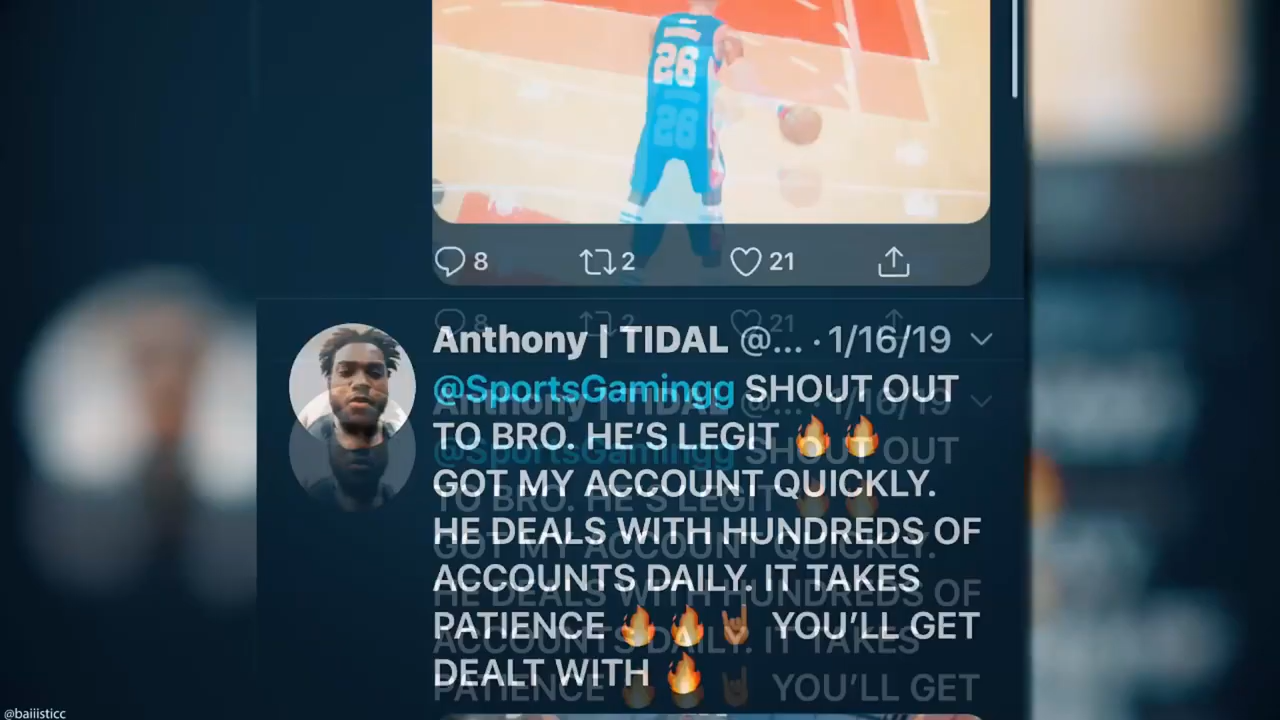 26
8 2 21
Anthony | TIDAL @... · 1/16/19
@SportsGamingg SHOUT OUT
TO BRO. HE'S LEGIT 🔥 🔥
GOT MY ACCOUNT QUICKLY.
HE DEALS WITH HUNDREDS OF
ACCOUNTS DAILY. IT TAKES
PATIENCE 🔥 🔥 🤘🏾 YOU'LL GET
DEALT WITH 🔥
@baiiisticc